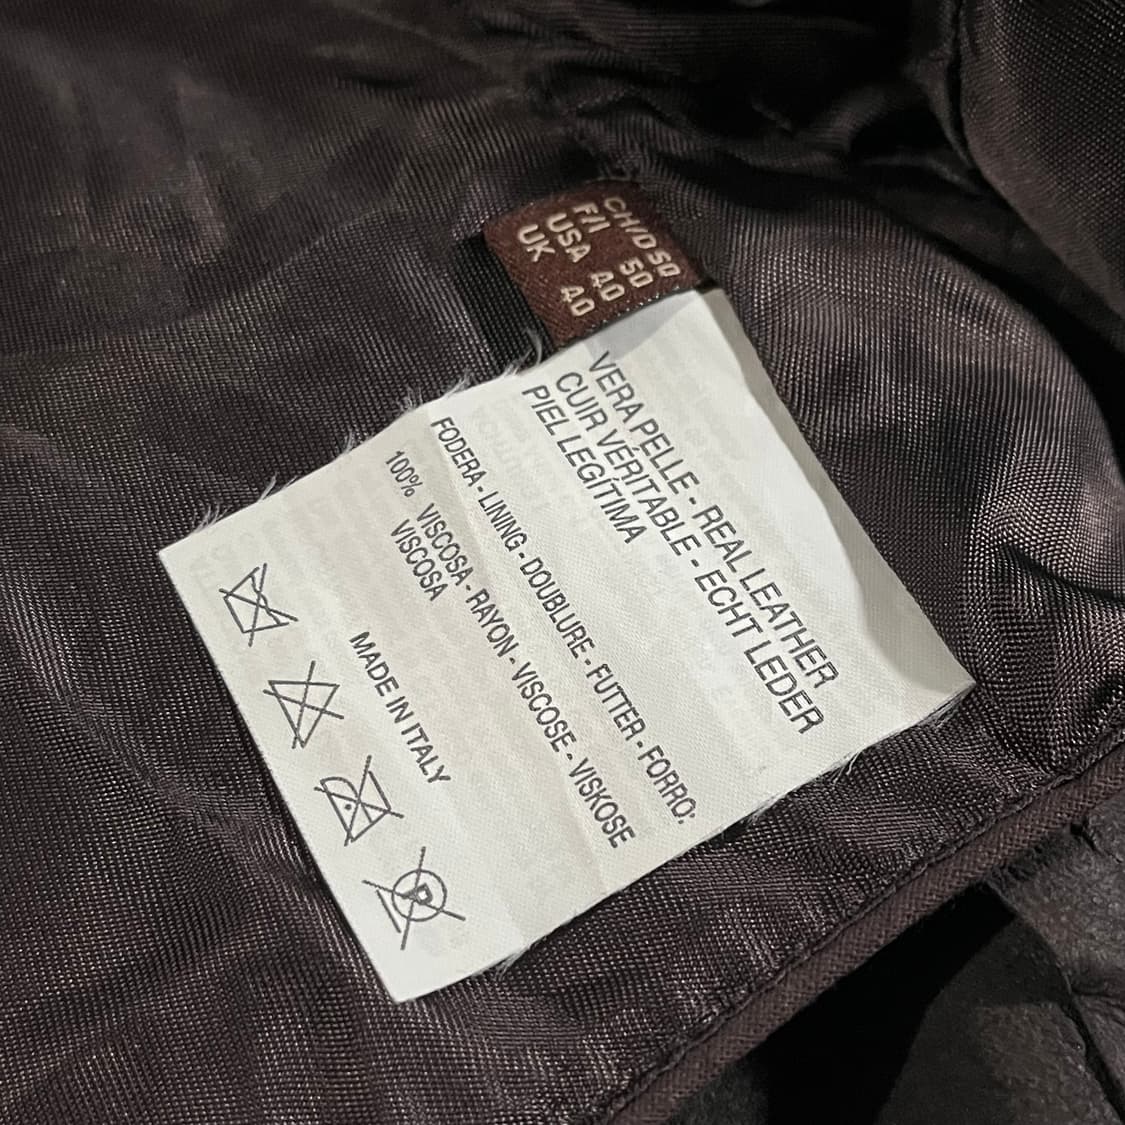 CH/D 50
F/I 50
USA 40
UK 40
VERA PELLE - REAL LEATHER
CUIR VÉRITABLE - ECHT LEDER
PIEL LEGÍTIMA
FODERA - LINING - DOUBLURE - FUTTER - FORRO:
100% VISCOSA - RAYON - VISCOSE - VISKOSE
VISCOSA
MADE IN ITALY
P